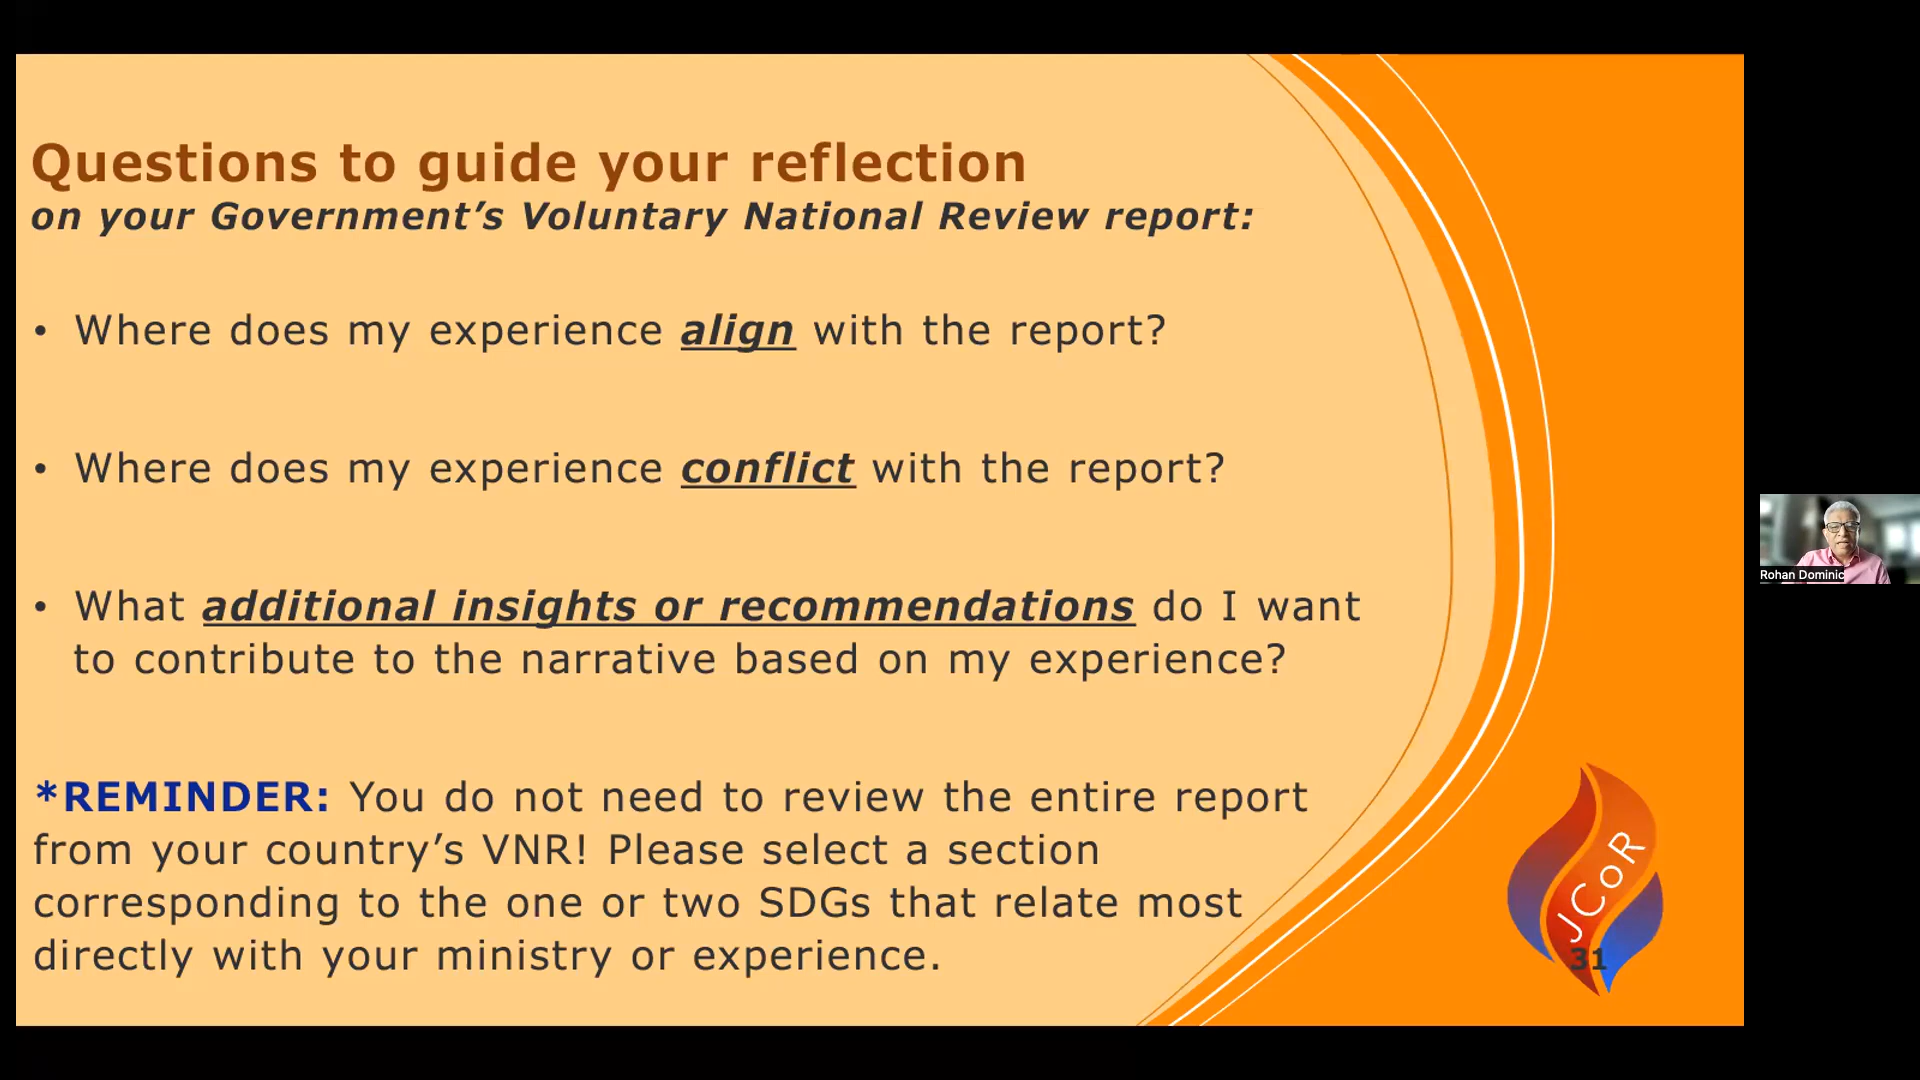 Questions to guide your reflection
on your Government’s Voluntary National Review report:
• Where does my experience align with the report?
• Where does my experience conflict with the report?
• What additional insights or recommendations do I want
to contribute to the narrative based on my experience?
*REMINDER: You do not need to review the entire report
from your country’s VNR! Please select a section
corresponding to the one or two SDGs that relate most
directly with your ministry or experience.
JCoR
31
Rohan Dominic